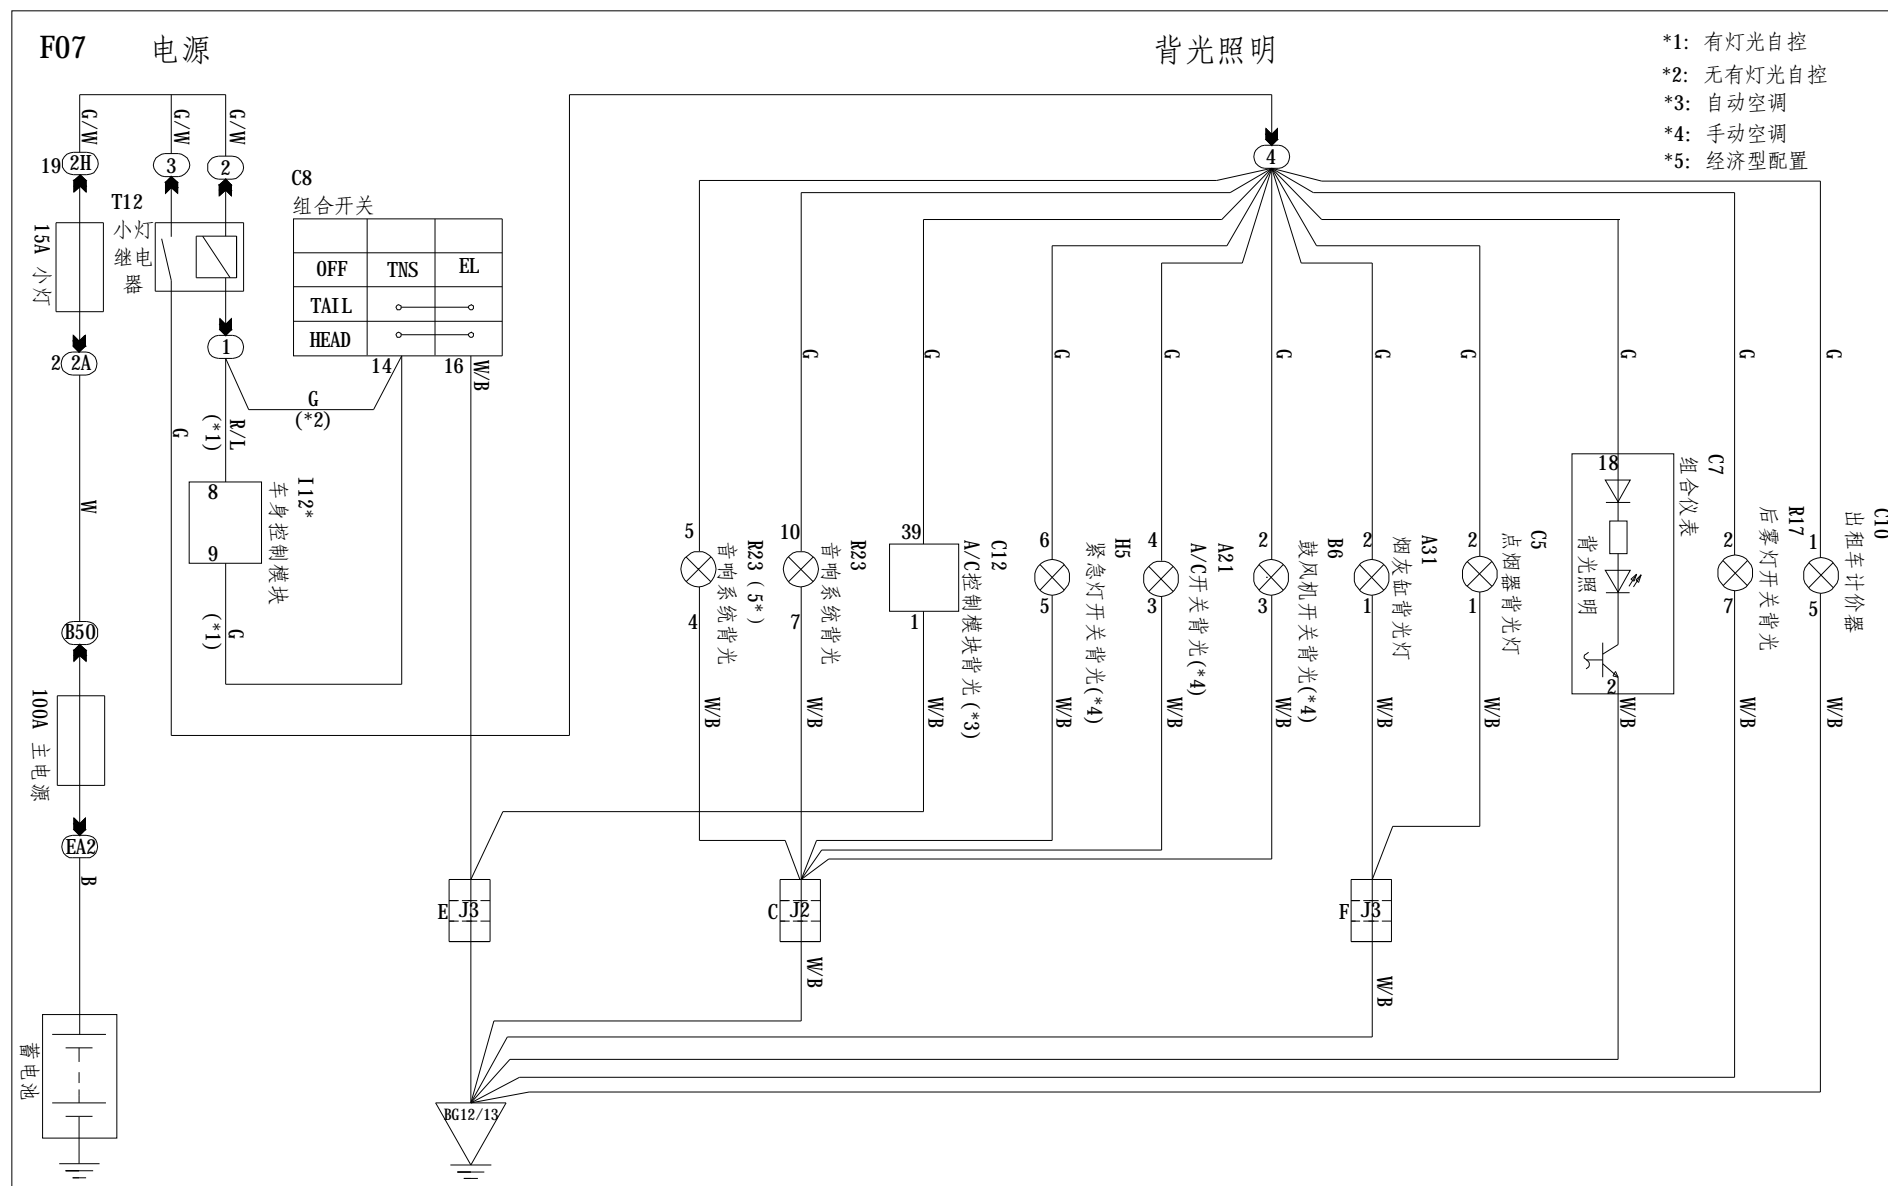 F07 电源
背光照明
*1: 有灯光自控
*2: 无有灯光自控
*3: 自动空调
*4: 手动空调
*5: 经济型配置
G/W
G/W
G/W
19 2H
3
2
4
T12
小灯
继电
器
15A 小灯
C8
组合开关
OFF TNS EL
TAIL
HEAD
14
16
W/B
1
2 2A
G
(*2)
R/L
(*1)
G
W
I12*
车身控制模块
8
9
G
(*1)
B50
100A 主电源
EA2
B
蓄电池
G
G
G
G
G
G
G
G
G
G
5
R23 (5*)
音响系统背光
4
W/B
10
R23
音响系统背光
7
W/B
39
C12
A/C控制模块背光(*3)
1
W/B
6
H5
紧急灯开关背光(*4)
5
W/B
4
A21
A/C开关背光(*4)
3
W/B
2
B6
鼓风机开关背光(*4)
3
W/B
2
A31
烟灰缸背光灯
1
W/B
2
C5
点烟器背光灯
1
W/B
18
C7
组合仪表
背光照明
2
W/B
2
R17
后雾灯开关背光
7
W/B
1
C10
出租车计价器
5
W/B
E J3
C J2
F J3
W/B
W/B
BG12/13